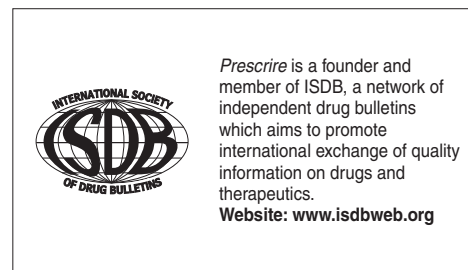 INTERNATIONAL SOCIETY
ISDB
OF DRUG BULLETINS
Prescrire is a founder and
member of ISDB, a network of
independent drug bulletins
which aims to promote
international exchange of quality
information on drugs and
therapeutics.
Website: www.isdbweb.org